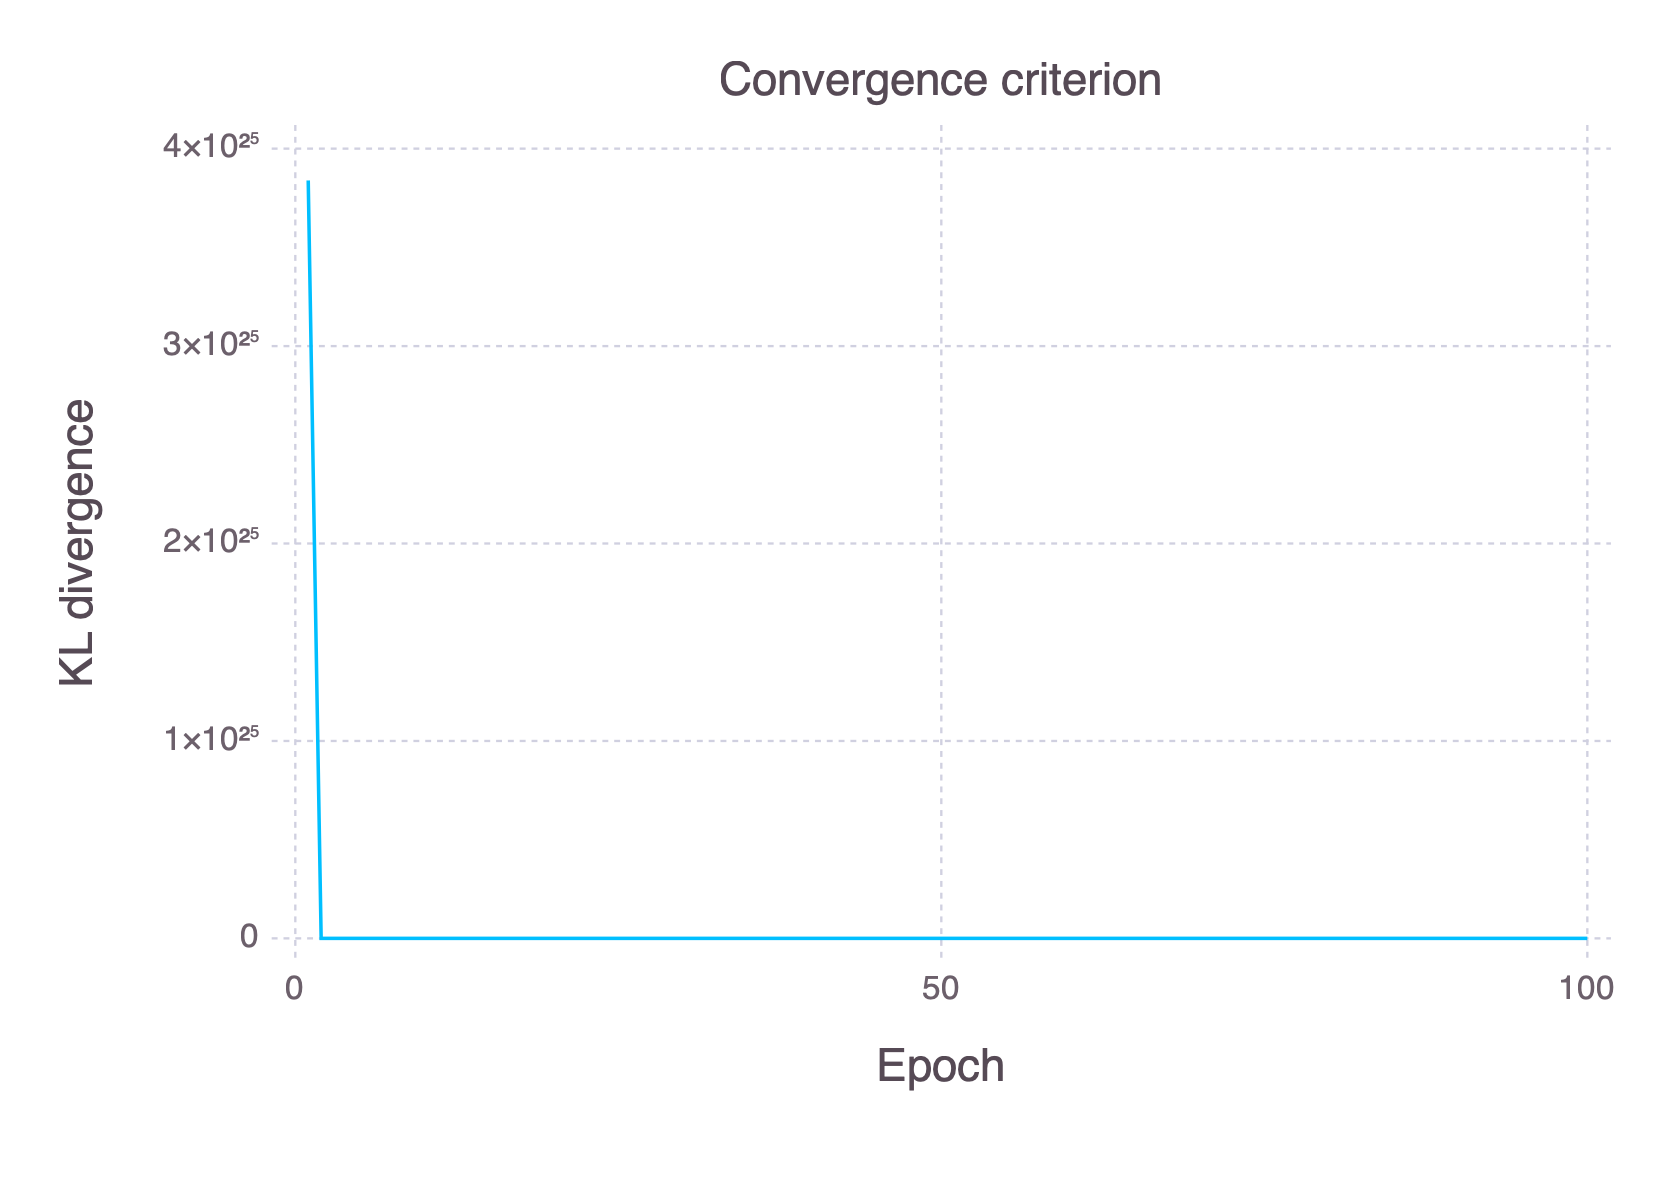 Convergence criterion
4×10²⁵
3×10²⁵
2×10²⁵
1×10²⁵
0
KL divergence
0 50 100
Epoch